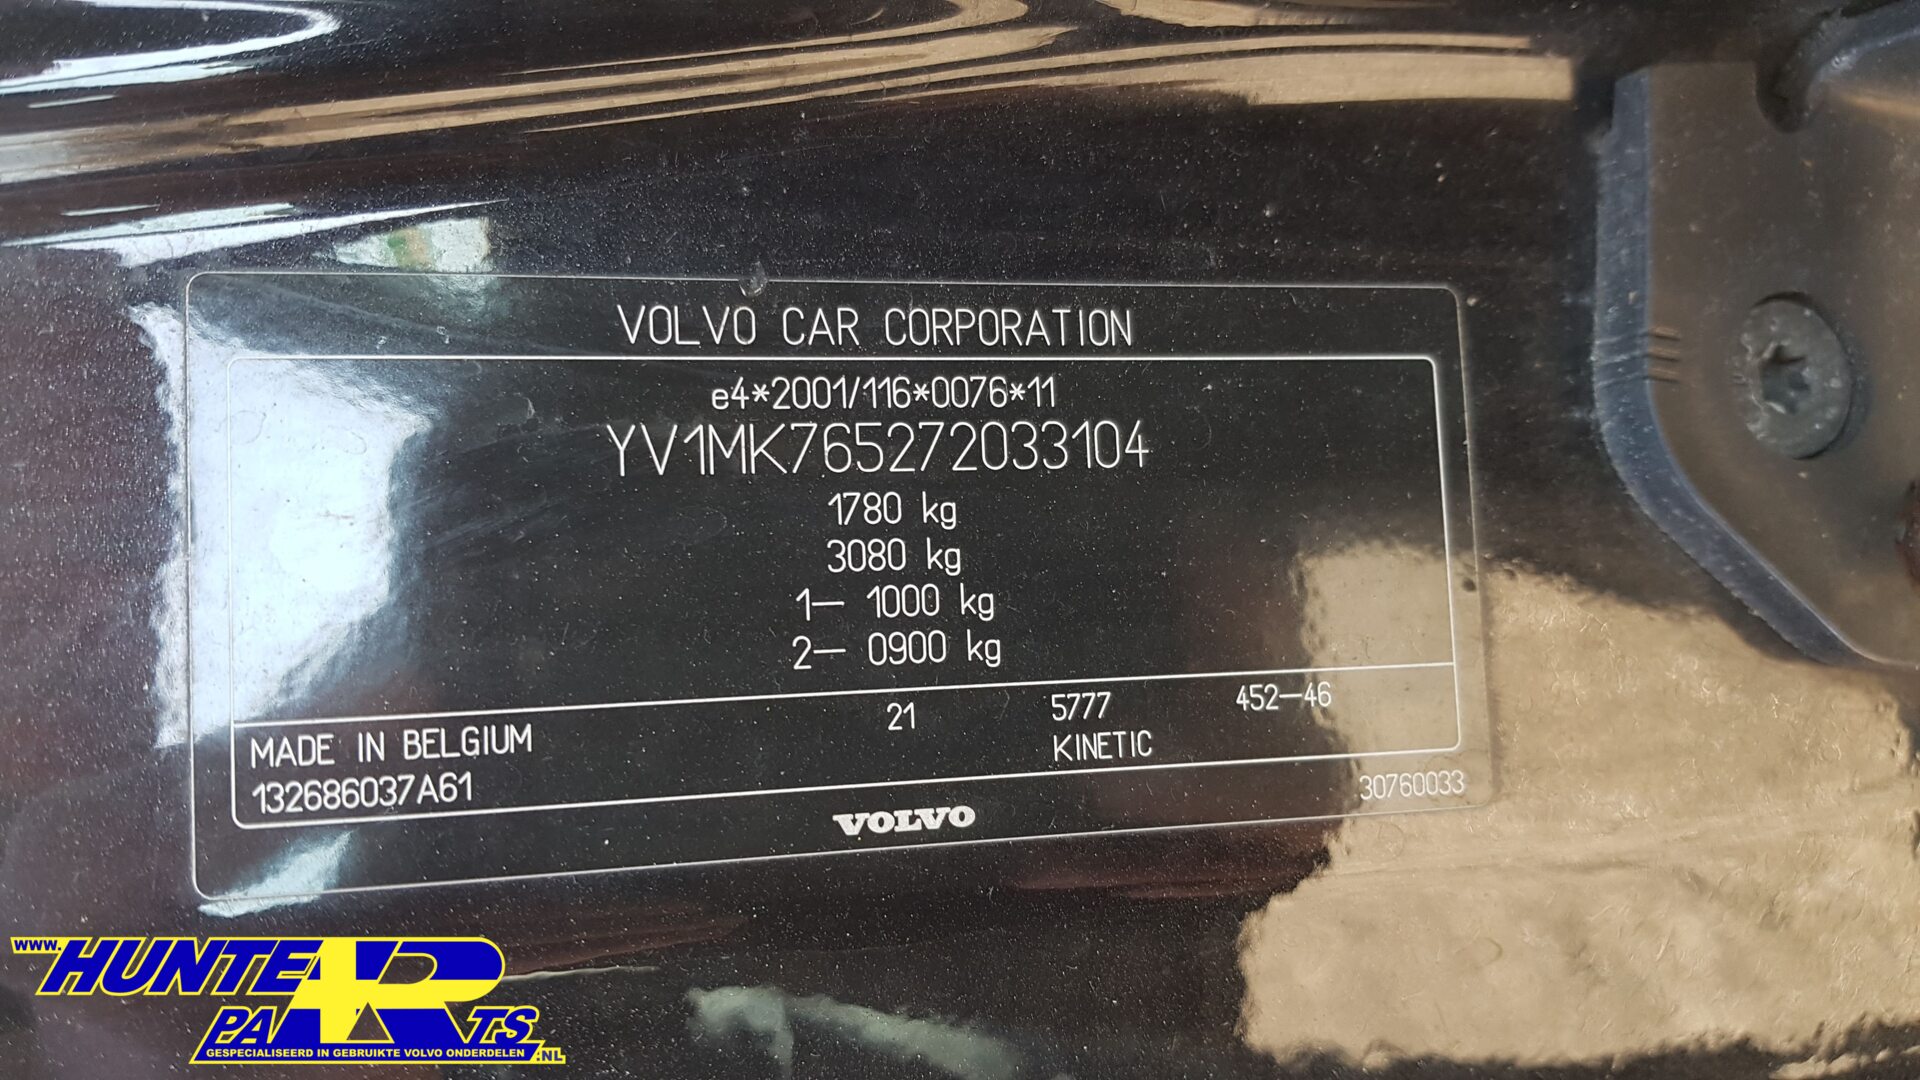 VOLVO CAR CORPORATION
e4*2001/116*0076*11
YV1MK765272033104
1780 kg
3080 kg
1— 1000 kg
2— 0900 kg
MADE IN BELGIUM 21 5777 452—46
132686037A61 KINETIC
30760033
VOLVO
WWW.HUNTER
PARTS
GESPECIALISEERD IN GEBRUIKTE VOLVO ONDERDELEN .NL